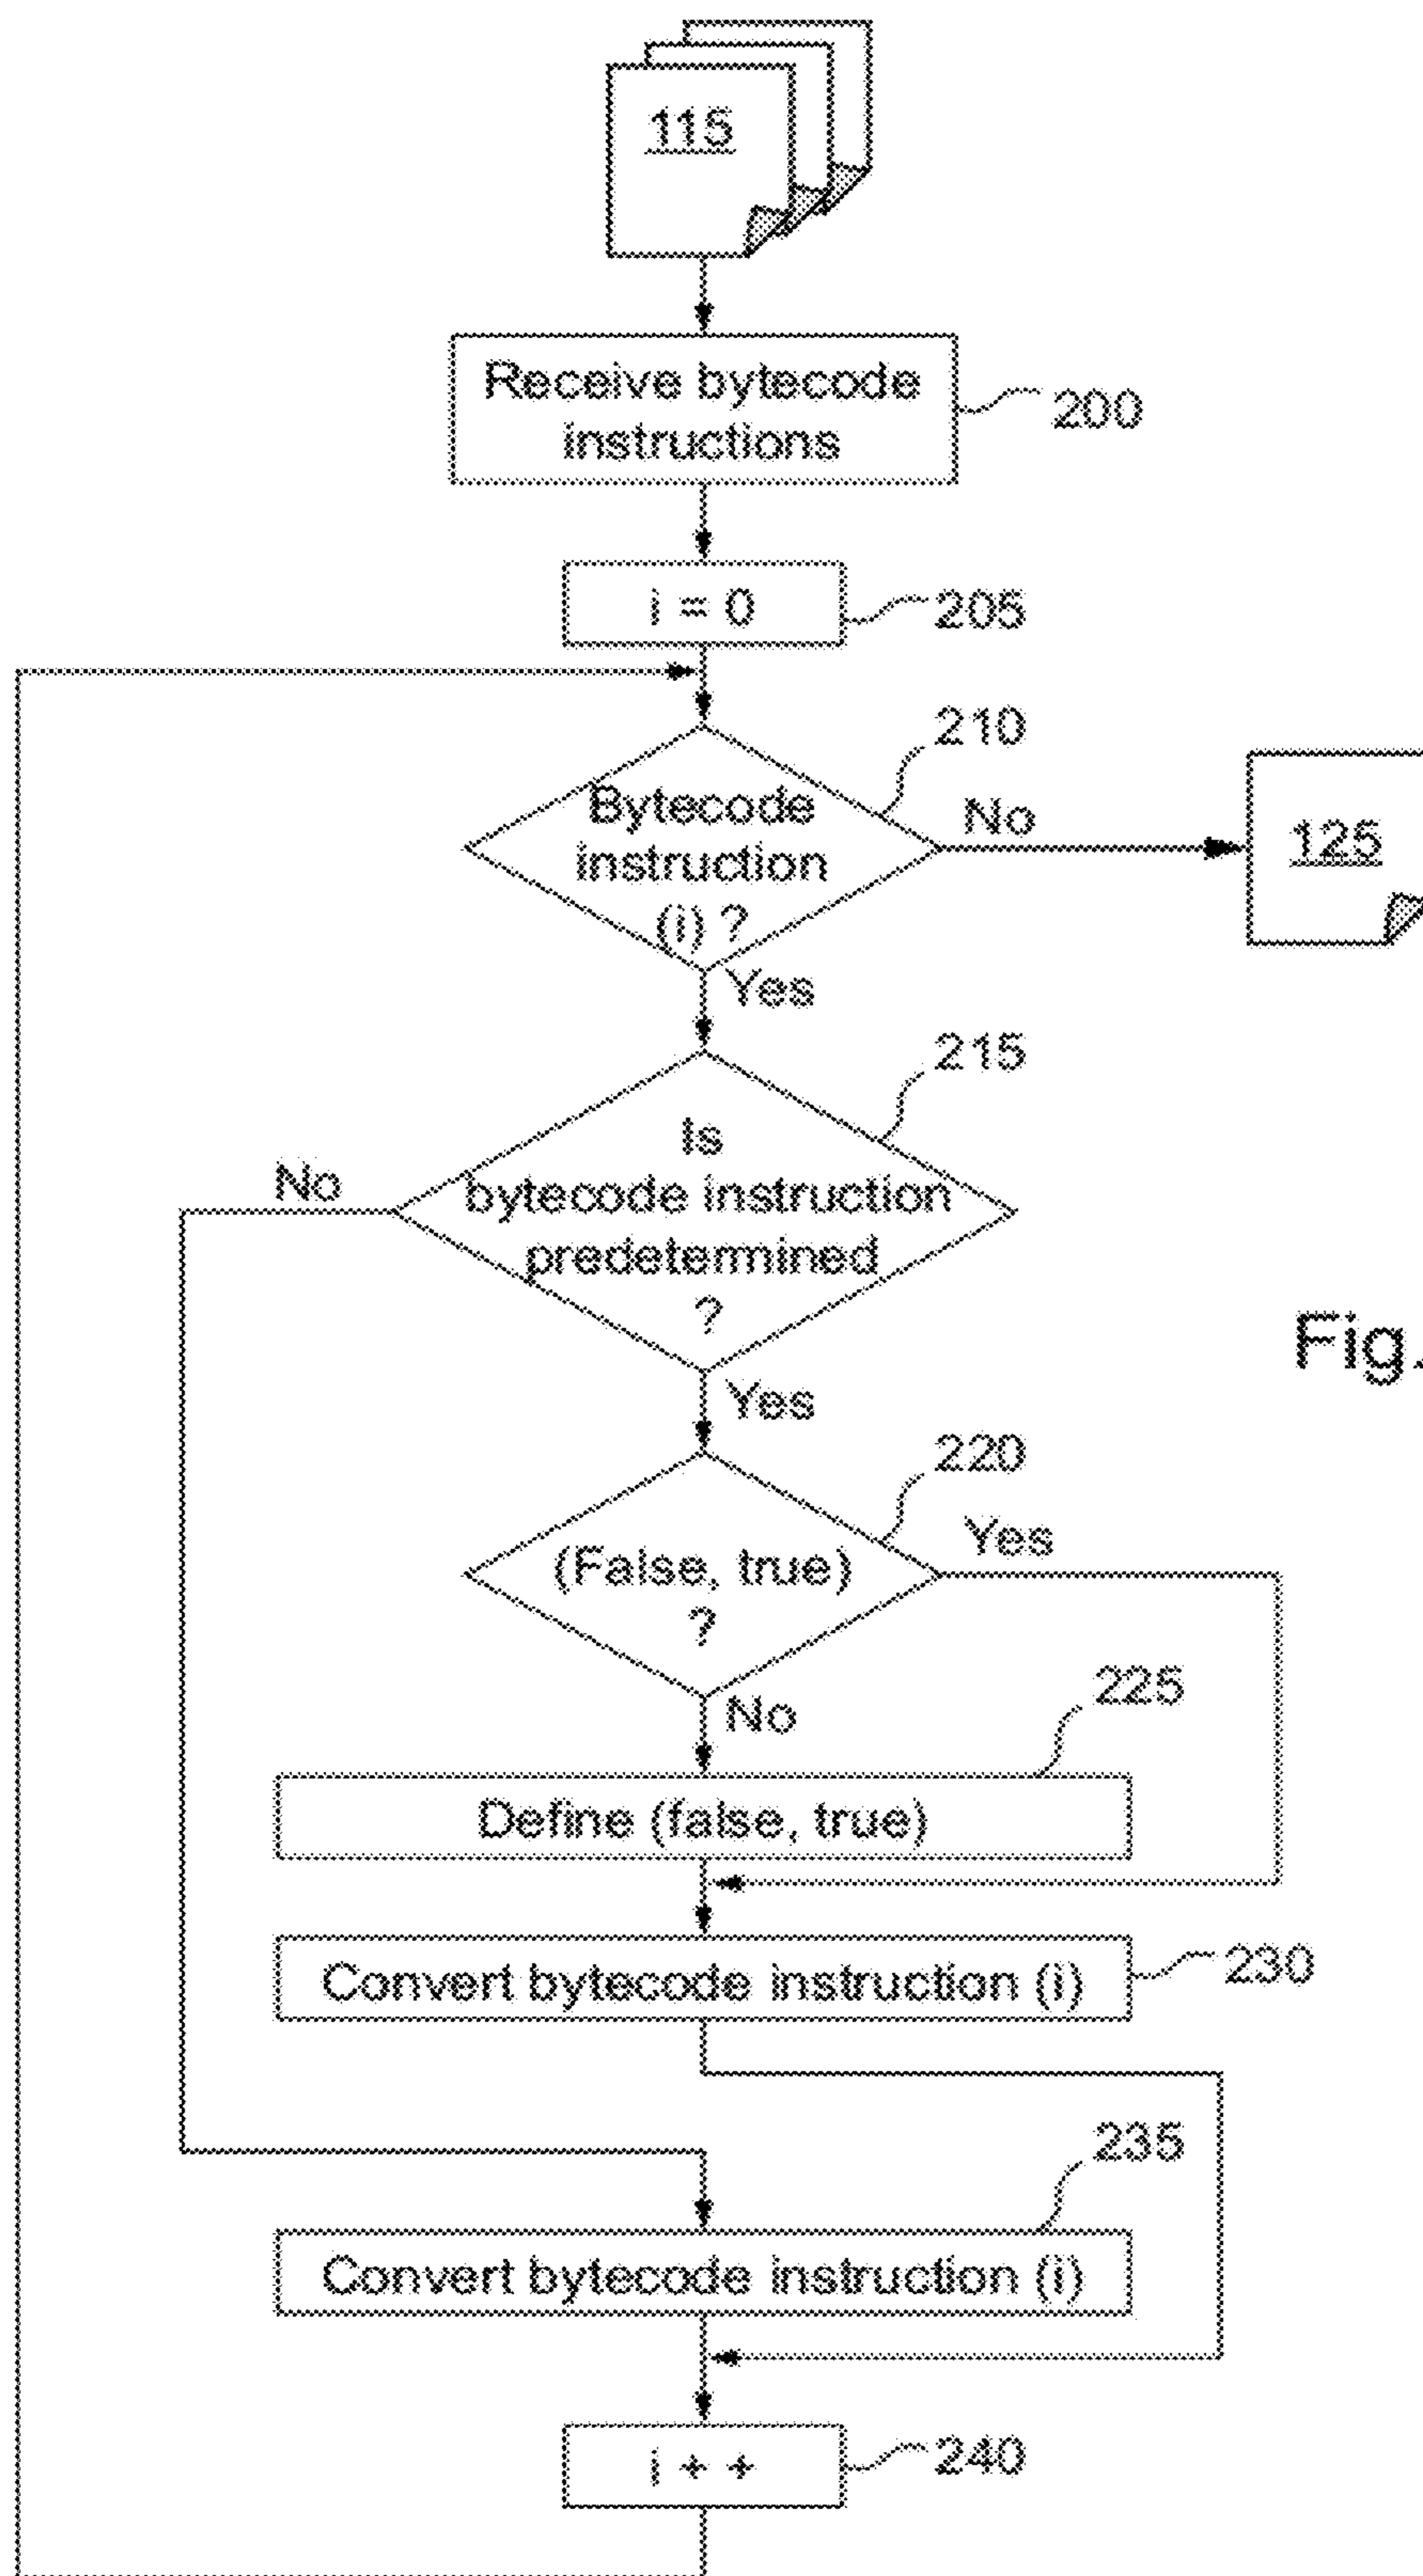 115
Receive bytecode
instructions
200
i = 0
205
210
Bytecode
instruction
(i) ?
No
125
Yes
215
Is
bytecode instruction
predetermined
?
No
Fig.
Yes
220
(False, true)
?
Yes
No
225
Define (false, true)
Convert bytecode instruction (i)
230
235
Convert bytecode instruction (i)
i + +
240